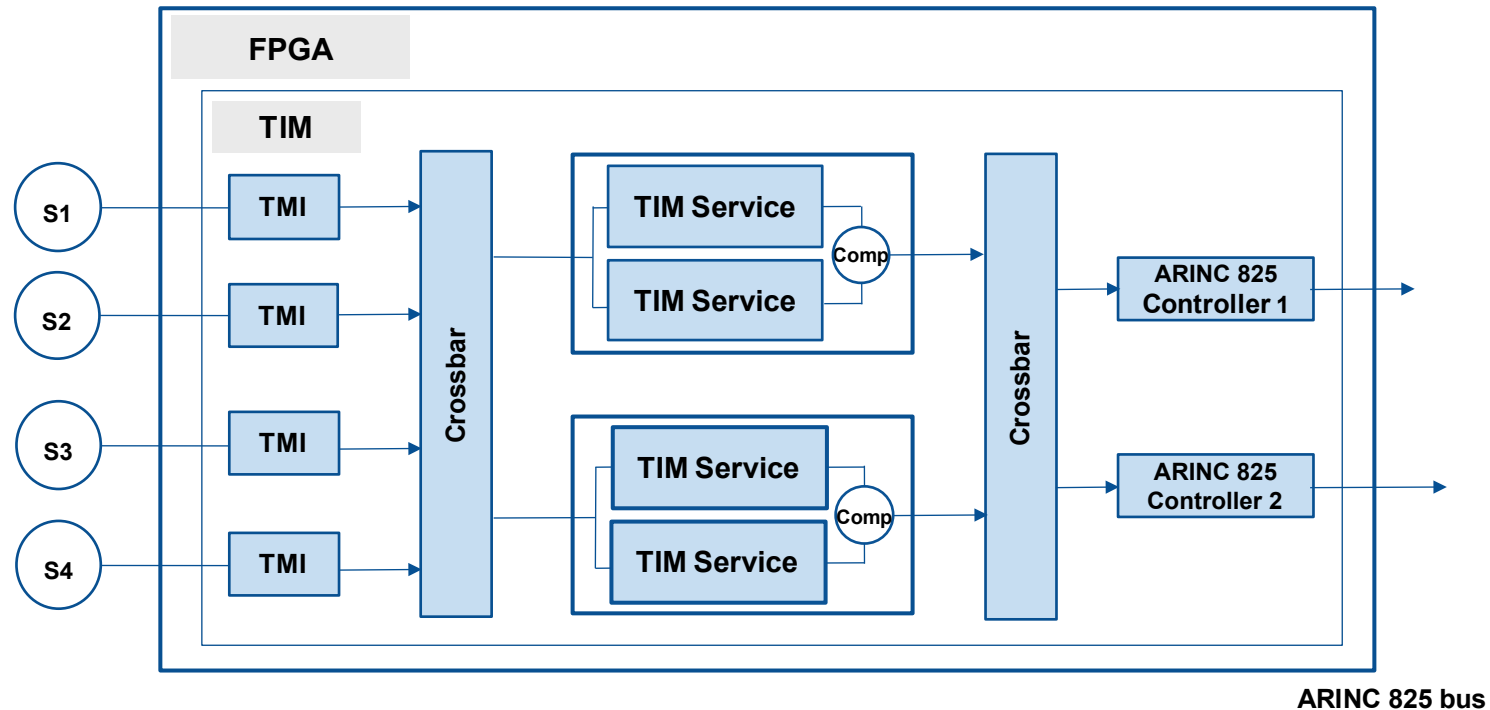 FPGA
TIM
S1
TMI
S2
TMI
S3
TMI
S4
TMI
Crossbar
TIM Service
TIM Service
Comp
TIM Service
TIM Service
Comp
Crossbar
ARINC 825
Controller 1
ARINC 825
Controller 2
ARINC 825 bus